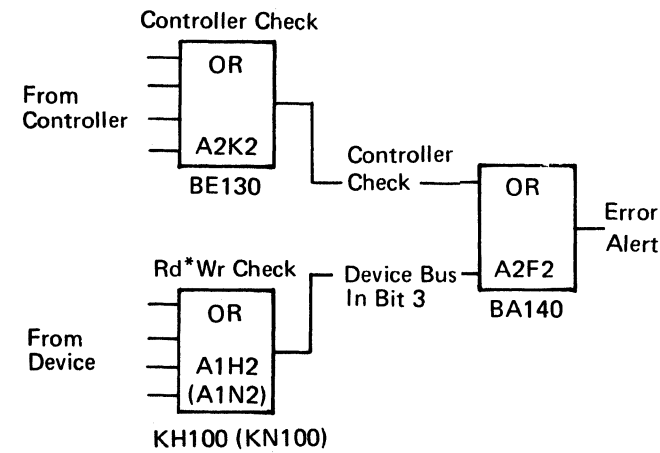 Controller Check
OR
From
Controller
A2K2
BE130
Controller
Check
OR
Error
Alert
A2F2
BA140
Rd*Wr Check
Device Bus
In Bit 3
OR
From
Device
A1H2
(A1N2)
KH100 (KN100)